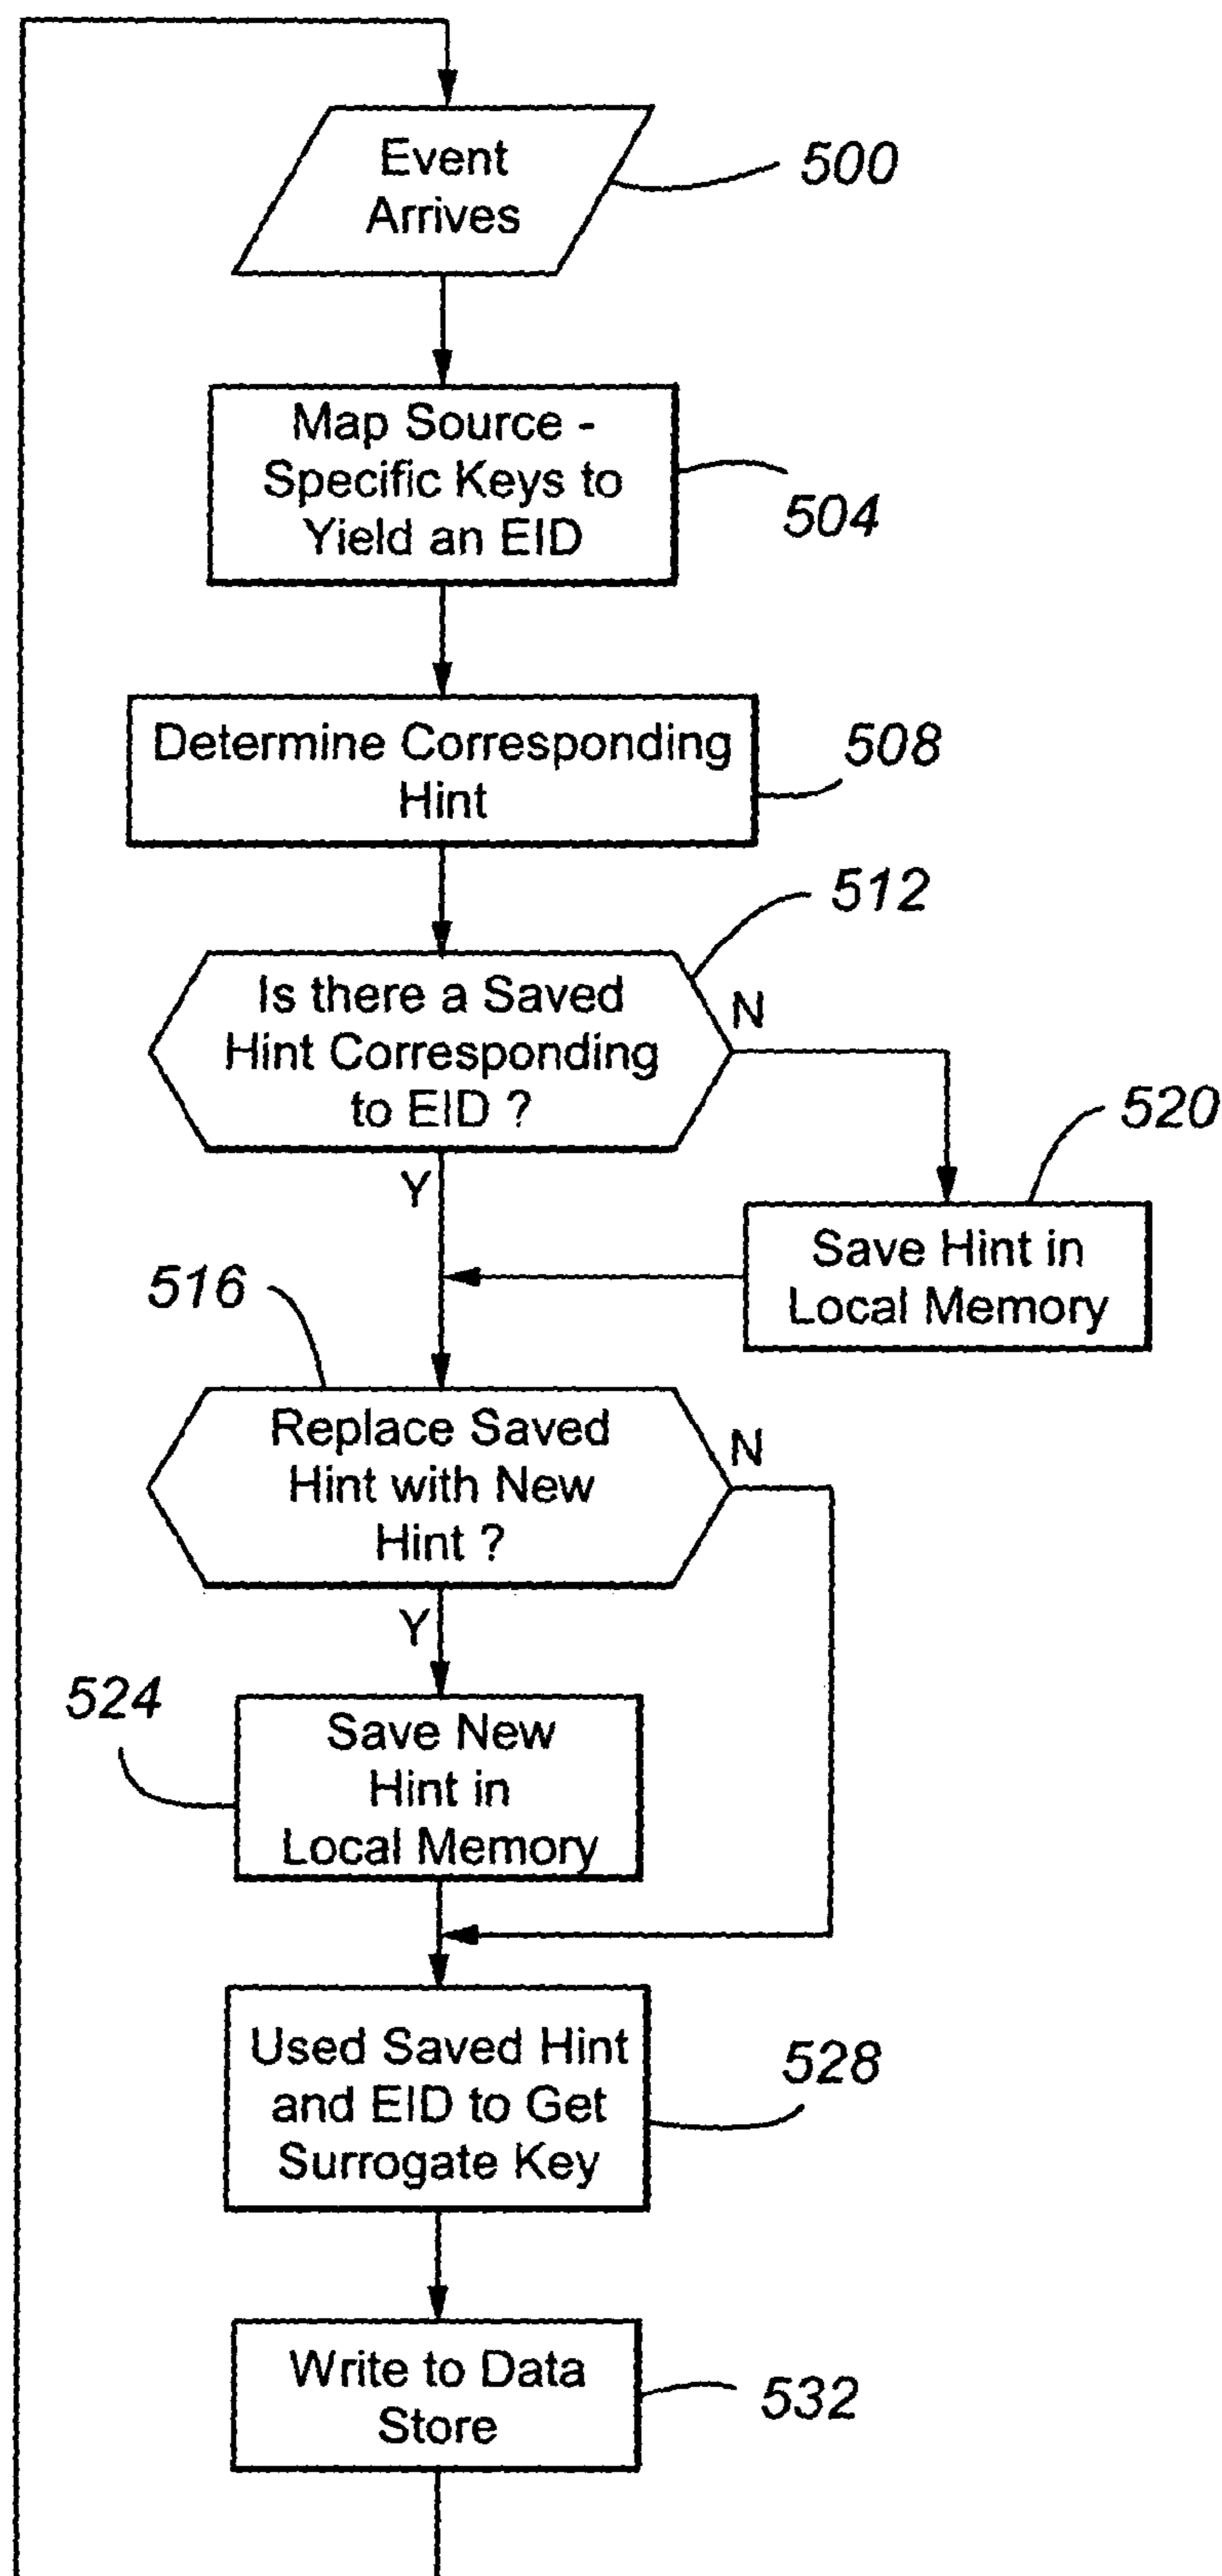 Event
Arrives
500
Map Source -
Specific Keys to
Yield an EID
504
Determine Corresponding
Hint
508
512
Is there a Saved
Hint Corresponding
to EID ?
N
Y
520
Save Hint in
Local Memory
516
Replace Saved
Hint with New
Hint ?
N
Y
524
Save New
Hint in
Local Memory
Used Saved Hint
and EID to Get
Surrogate Key
528
Write to Data
Store
532